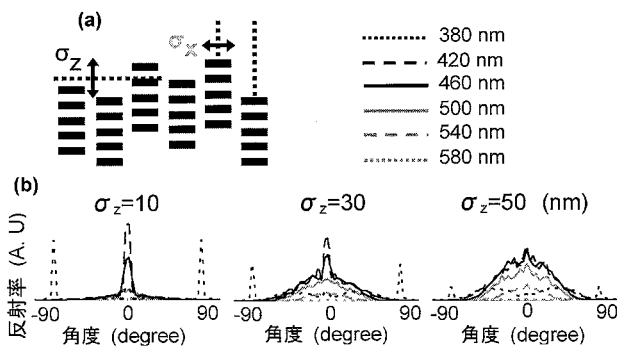 (a)
σz
σx
380 nm
420 nm
460 nm
500 nm
540 nm
580 nm
(b)
σz=10
σz=30
σz=50 (nm)
反射率 (A. U)
-90 0 90
-90 0 90
-90 0 90
角度 (degree)
角度 (degree)
角度 (degree)